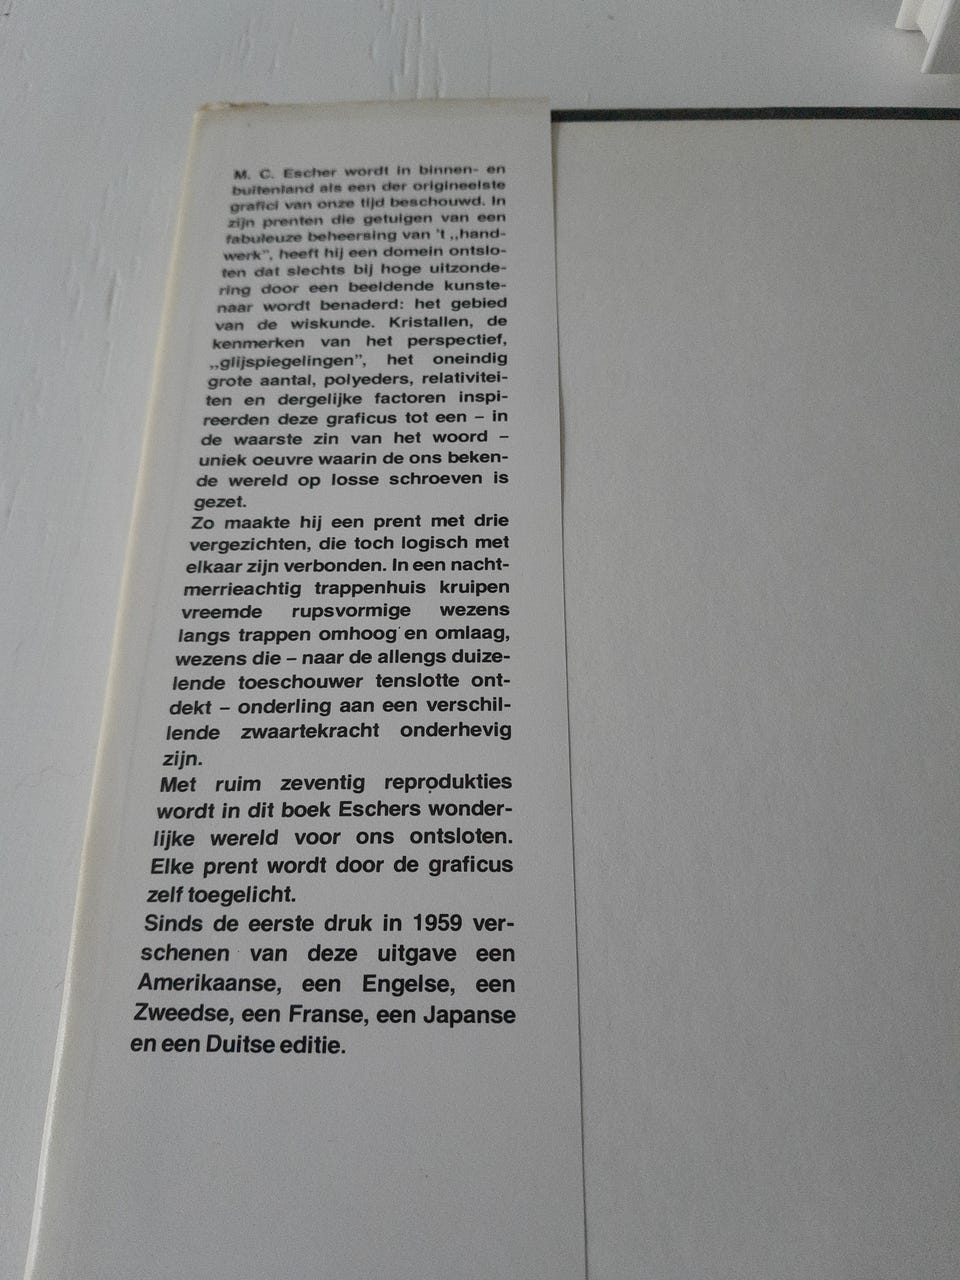 M. C. Escher wordt in binnen- en
buitenland als een der origineelste
grafici van onze tijd beschouwd. In
zijn prenten die getuigen van een
fabuleuze beheersing van 't „hand-
werk”, heeft hij een domein ontslo-
ten dat slechts bij hoge uitzonde-
ring door een beeldende kunste-
naar wordt benaderd: het gebied
van de wiskunde. Kristallen, de
kenmerken van het perspectief,
„glijspiegelingen”, het oneindig
grote aantal, polyeders, relativitei-
ten en dergelijke factoren inspi-
reerden deze graficus tot een – in
de waarste zin van het woord –
uniek oeuvre waarin de ons beken-
de wereld op losse schroeven is
gezet.
Zo maakte hij een prent met drie
vergezichten, die toch logisch met
elkaar zijn verbonden. In een nacht-
merrieachtig trappenhuis kruipen
vreemde rupsvormige wezens
langs trappen omhoog en omlaag,
wezens die – naar de allengs duize-
lende toeschouwer tenslotte ont-
dekt – onderling aan een verschil-
lende zwaartekracht onderhevig
zijn.
Met ruim zeventig reprodukties
wordt in dit boek Eschers wonder-
lijke wereld voor ons ontsloten.
Elke prent wordt door de graficus
zelf toegelicht.
Sinds de eerste druk in 1959 ver-
schenen van deze uitgave een
Amerikaanse, een Engelse, een
Zweedse, een Franse, een Japanse
en een Duitse editie.